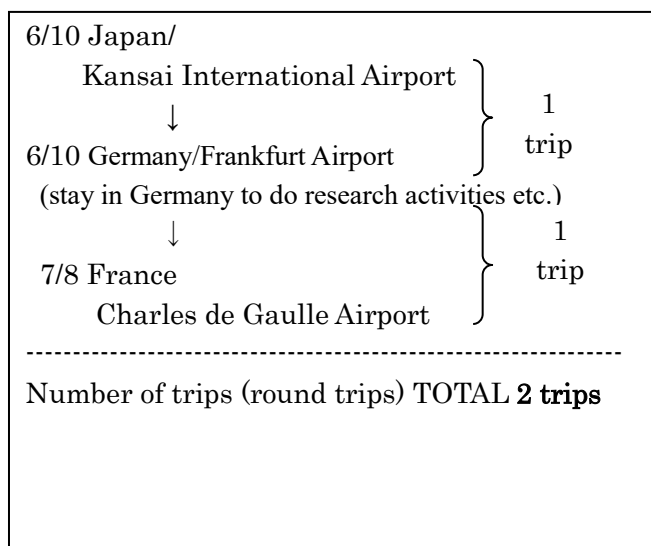 6/10 Japan/
Kansai International Airport
↓
1
trip
6/10 Germany/Frankfurt Airport
(stay in Germany to do research activities etc.)
↓
1
trip
7/8 France
Charles de Gaulle Airport
----------------------------------------------------------------
Number of trips (round trips) TOTAL 2 trips